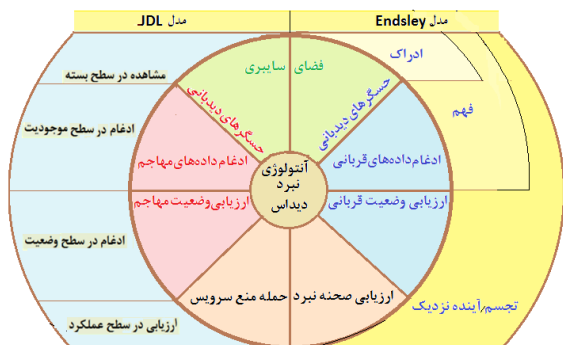 مدل JDL
مدل Endsley
مشاهده در سطح بسته
ادغام در سطح موجودیت
ادغام در سطح وضعیت
ارزیابی در سطح عملکرد
ادراک
فهم
تجسم آینده نزدیک
فضای سایبری
حسگرهای دیدبانی
حسگرهای دیدبانی
ادغام داده‌های مهاجم
ادغام داده‌های قربانی
ارزیابی وضعیت مهاجم
ارزیابی وضعیت قربانی
آنتولوژی
نبرد
دیداس
حمله منع سرویس
ارزیابی صحنه نبرد